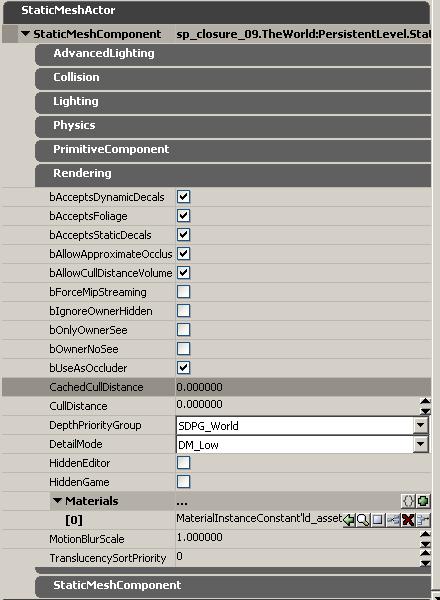 StaticMeshActor
StaticMeshComponent sp_closure_09.TheWorld:PersistentLevel.Stat
AdvancedLighting
Collision
Lighting
Physics
PrimitiveComponent
Rendering
bAcceptsDynamicDecals
bAcceptsFoliage
bAcceptsStaticDecals
bAllowApproximateOcclus
bAllowCullDistanceVolume
bForceMipStreaming
bIgnoreOwnerHidden
bOnlyOwnerSee
bOwnerNoSee
bUseAsOccluder
CachedCullDistance 0.000000
CullDistance 0.000000
DepthPriorityGroup SDPG_World
DetailMode DM_Low
HiddenEditor
HiddenGame
Materials ...
[0] MaterialInstanceConstant'ld_asset
MotionBlurScale 1.000000
TranslucencySortPriority 0
StaticMeshComponent